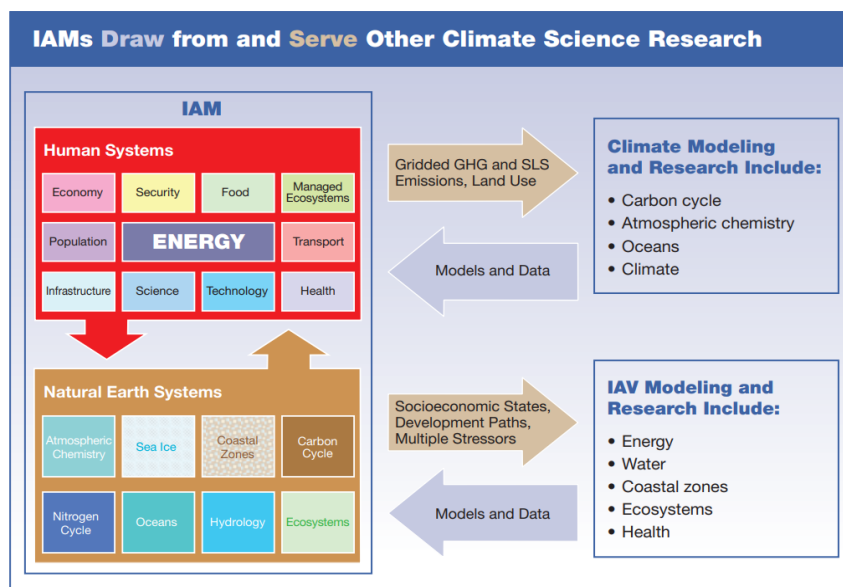 IAMs Draw from and Serve Other Climate Science Research
IAM
Human Systems
Economy
Security
Food
Managed
Ecosystems
Population
ENERGY
Transport
Infrastructure
Science
Technology
Health
Natural Earth Systems
Atmospheric
Chemistry
Sea Ice
Coastal
Zones
Carbon
Cycle
Nitrogen
Cycle
Oceans
Hydrology
Ecosystems
Gridded GHG and SLS
Emissions, Land Use
Models and Data
Socioeconomic States,
Development Paths,
Multiple Stressors
Models and Data
Climate Modeling
and Research Include:
• Carbon cycle
• Atmospheric chemistry
• Oceans
• Climate
IAV Modeling and
Research Include:
• Energy
• Water
• Coastal zones
• Ecosystems
• Health